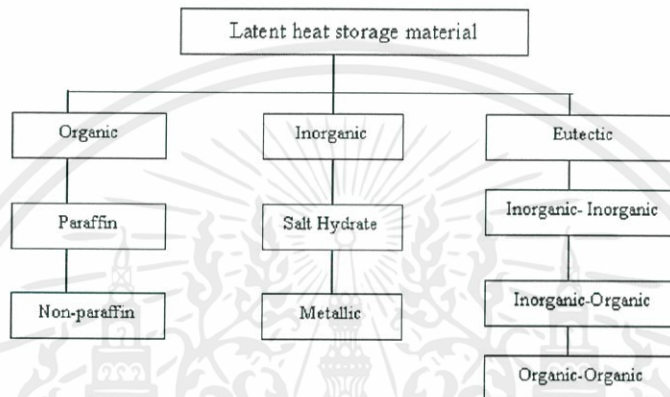 Latent heat storage material
Organic
Inorganic
Eutectic
Paraffin
Salt Hydrate
Inorganic- Inorganic
Non-paraffin
Metallic
Inorganic-Organic
Organic-Organic